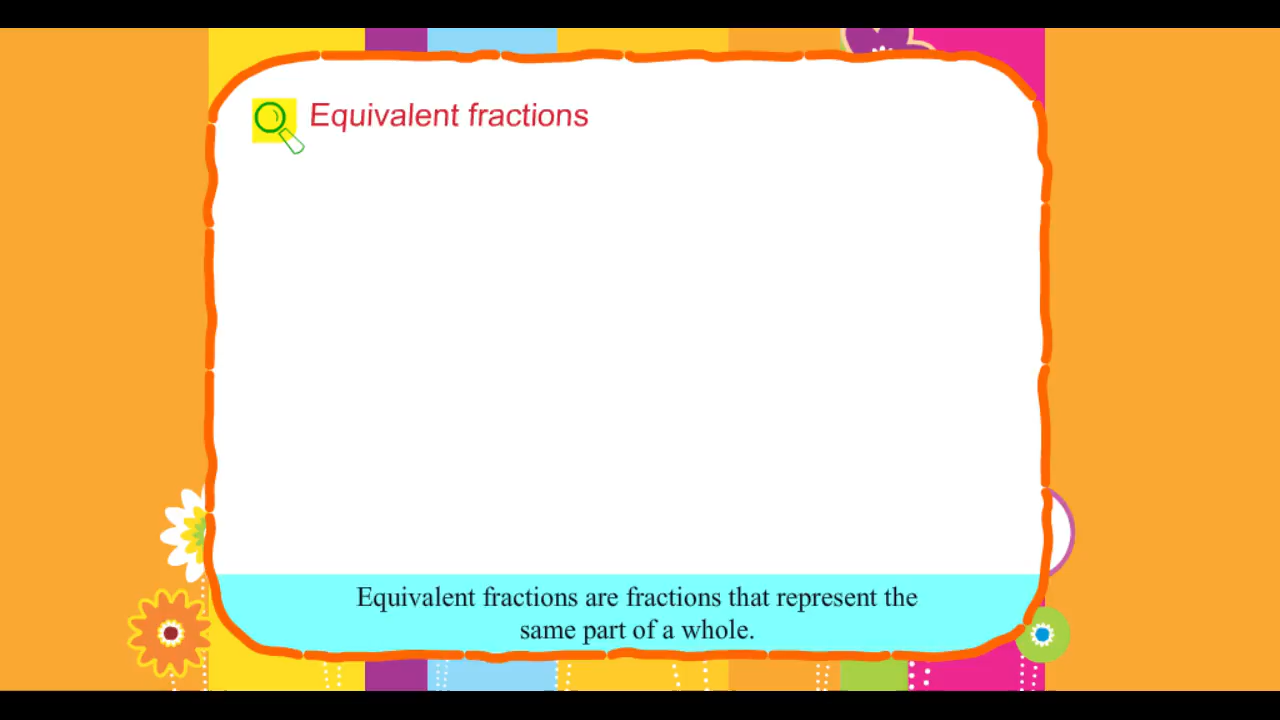 Equivalent fractions
Equivalent fractions are fractions that represent the
same part of a whole.